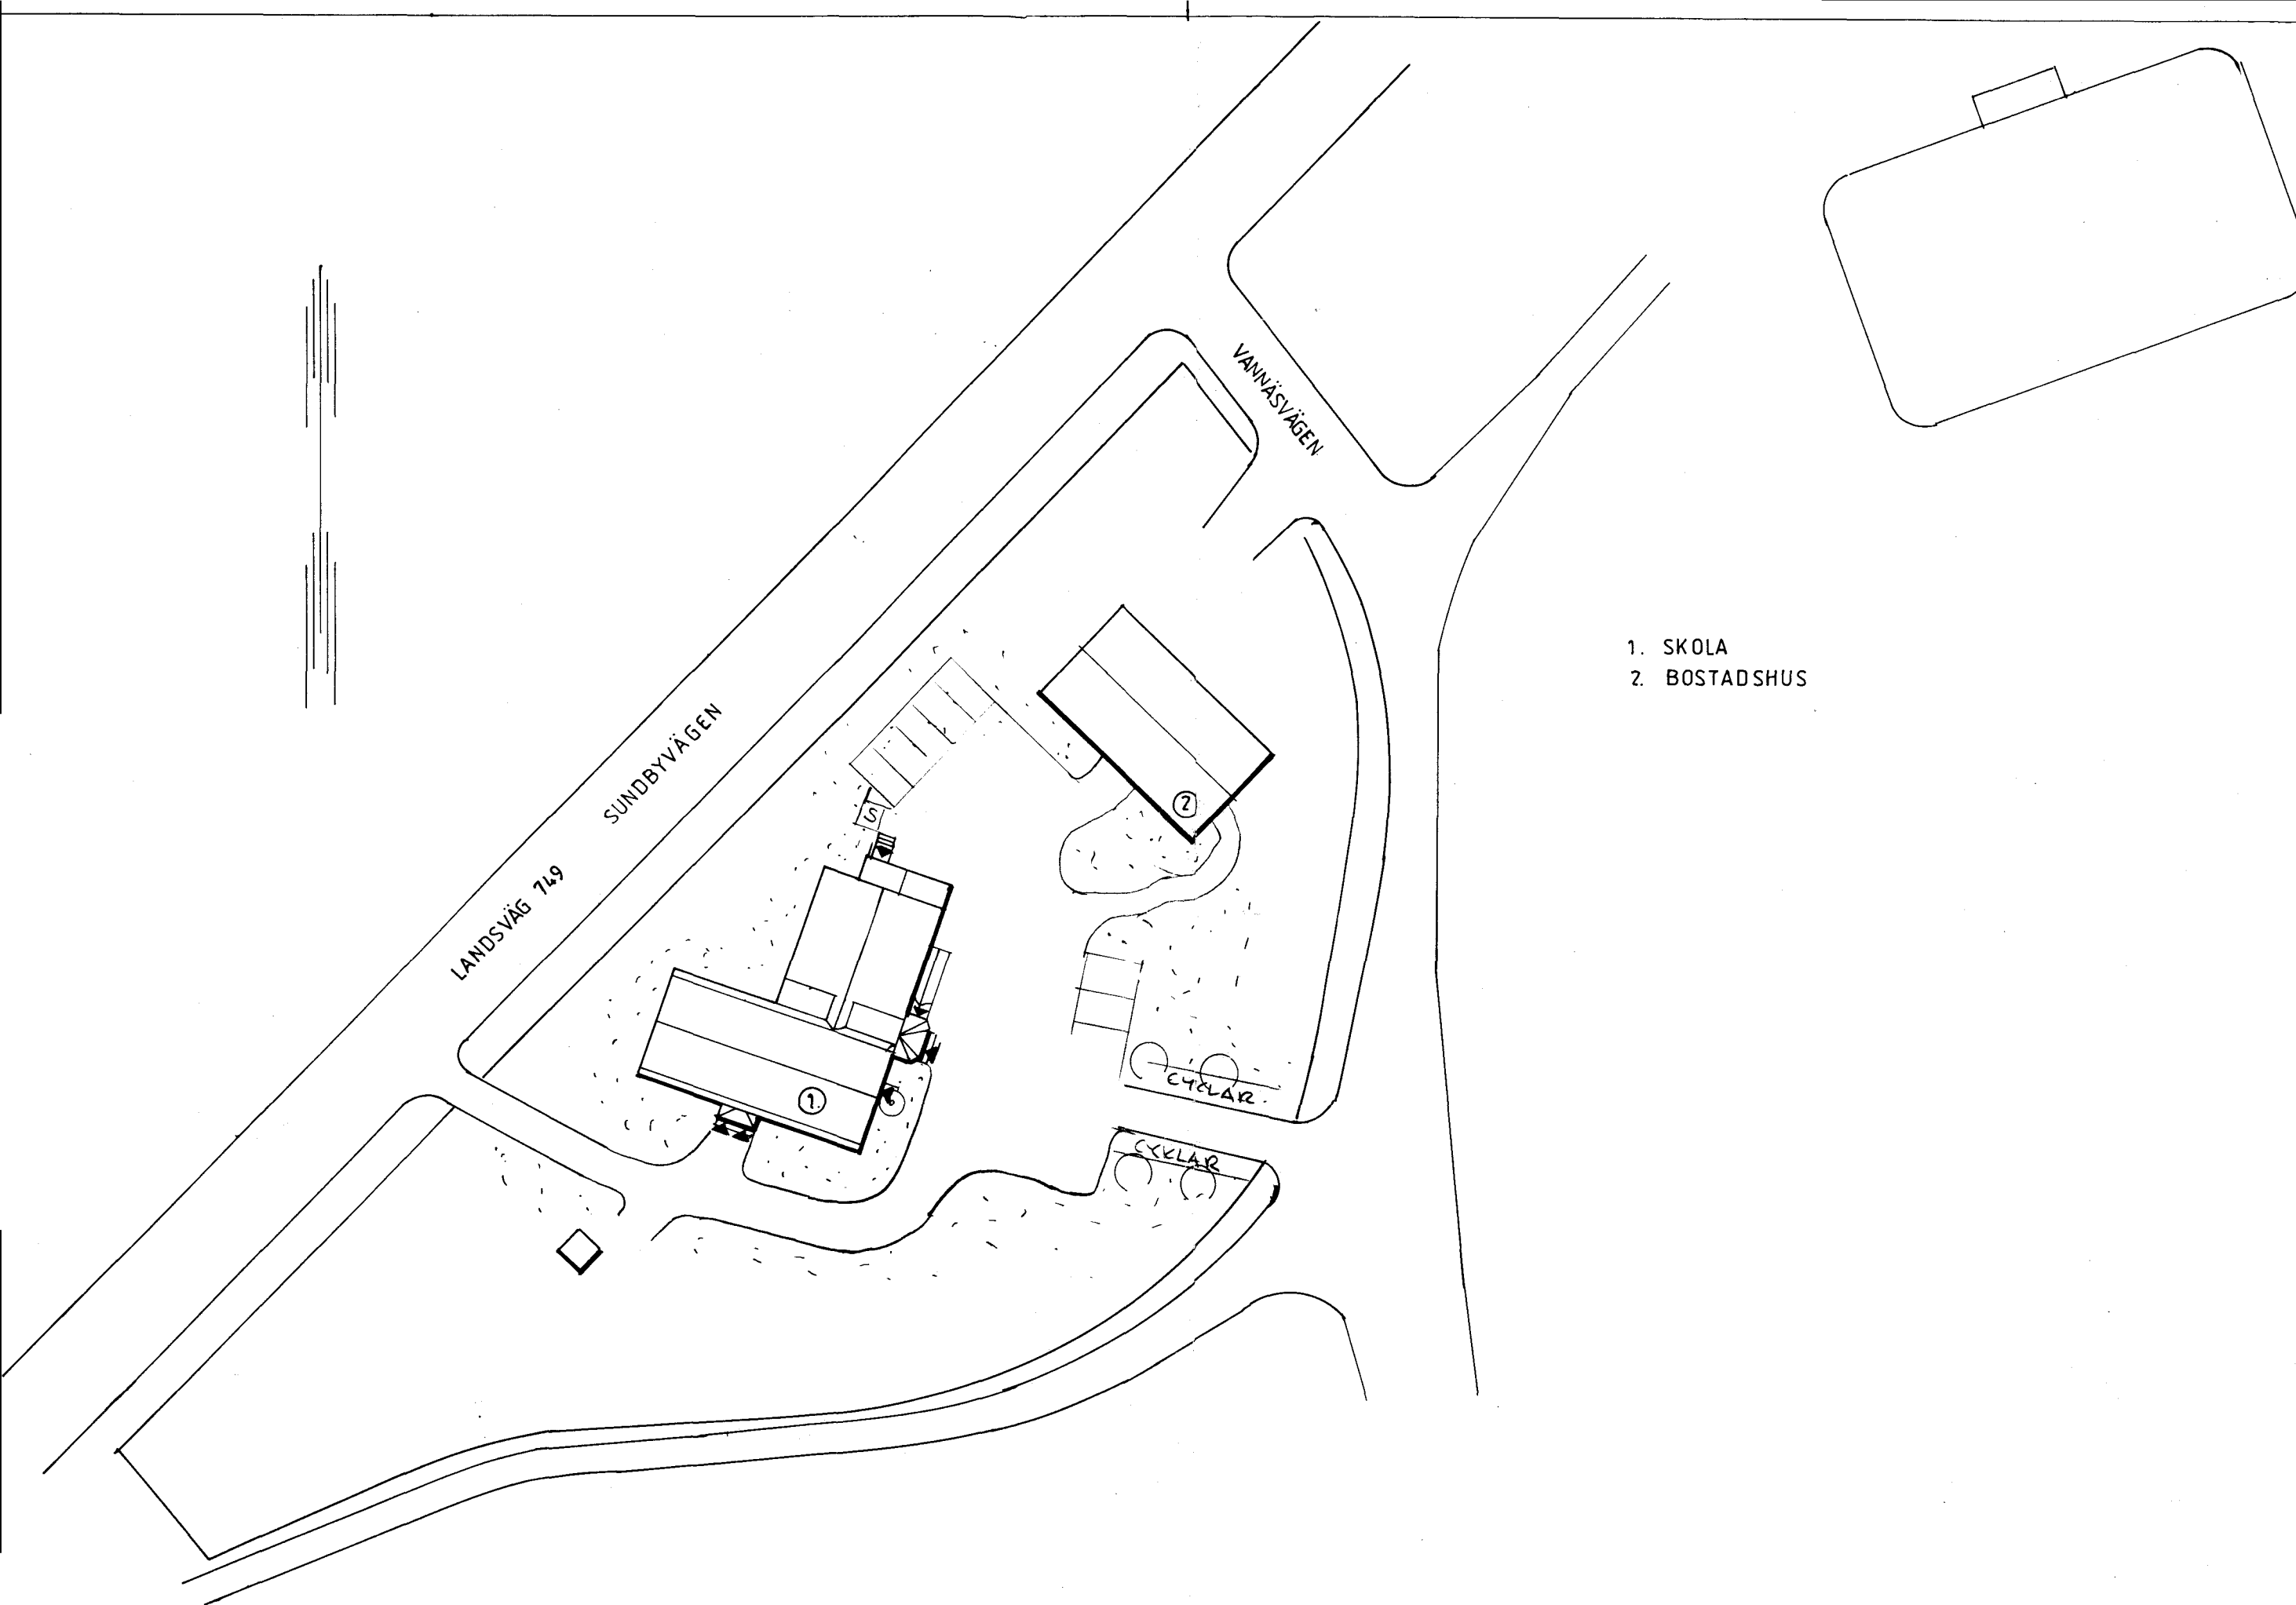 VANNÄSVÄGEN
1. SKOLA
2. BOSTADSHUS
SUNDBYVÄGEN
S
2
LANDSVÄG 749
1.
CYKLAR
CYKLAR